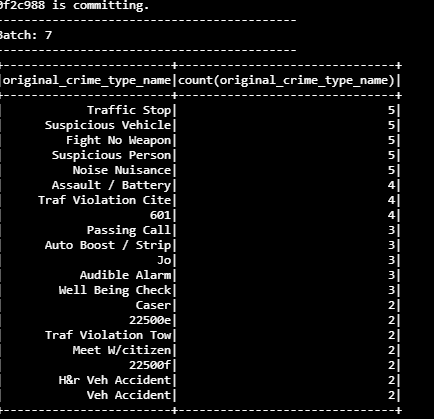 0f2c988 is committing.
-------------------------------------------
Batch: 7
-------------------------------------------
+------------------------+-------------------------------+
|original_crime_type_name|count(original_crime_type_name)|
+------------------------+-------------------------------+
|            Traffic Stop|                              5|
|      Suspicious Vehicle|                              5|
|         Fight No Weapon|                              5|
|       Suspicious Person|                              5|
|          Noise Nuisance|                              5|
|       Assault / Battery|                              4|
|     Traf Violation Cite|                              4|
|                     601|                              4|
|            Passing Call|                              3|
|      Auto Boost / Strip|                              3|
|                      Jo|                              3|
|           Audible Alarm|                              3|
|        Well Being Check|                              3|
|                   Caser|                              2|
|                  22500e|                              2|
|      Traf Violation Tow|                              2|
|          Meet W/citizen|                              2|
|                  22500f|                              2|
|        H&r Veh Accident|                              2|
|            Veh Accident|                              2|
+------------------------+-------------------------------+